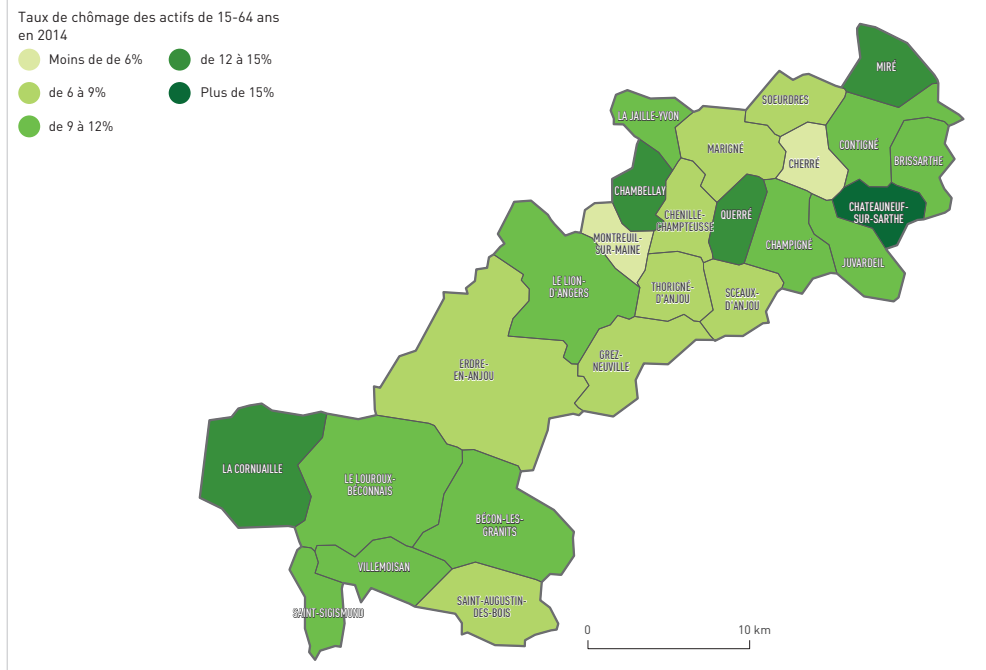 Taux de chômage des actifs de 15-64 ans
en 2014
Moins de de 6%
de 12 à 15%
de 6 à 9%
Plus de 15%
de 9 à 12%
MIRÉ
SOEURDRES
LA JAILLE-YVON
MARIGNÉ
CONTIGNÉ
CHERRÉ
BRISSARTHE
CHAMBELLAY
CHENILLE-
CHAMPTEUSSÉ
QUERRÉ
CHATEAUNEUF-
SUR-SARTHE
MONTREUIL-
SUR-MAINE
CHAMPIGNÉ
JUVARDEIL
LE LION-
D'ANGERS
THORIGNÉ-
D'ANJOU
SCEAUX-
D'ANJOU
GREZ-
NEUVILLE
ERDRE-
EN-ANJOU
LA CORNUAILLE
LE LOUROUX-
BECONNAIS
BÉCON-LES-
GRANITS
VILLEMOISAN
SAINT-AUGUSTIN-
DES-BOIS
SAINT-SIGISMOND
0 10 km